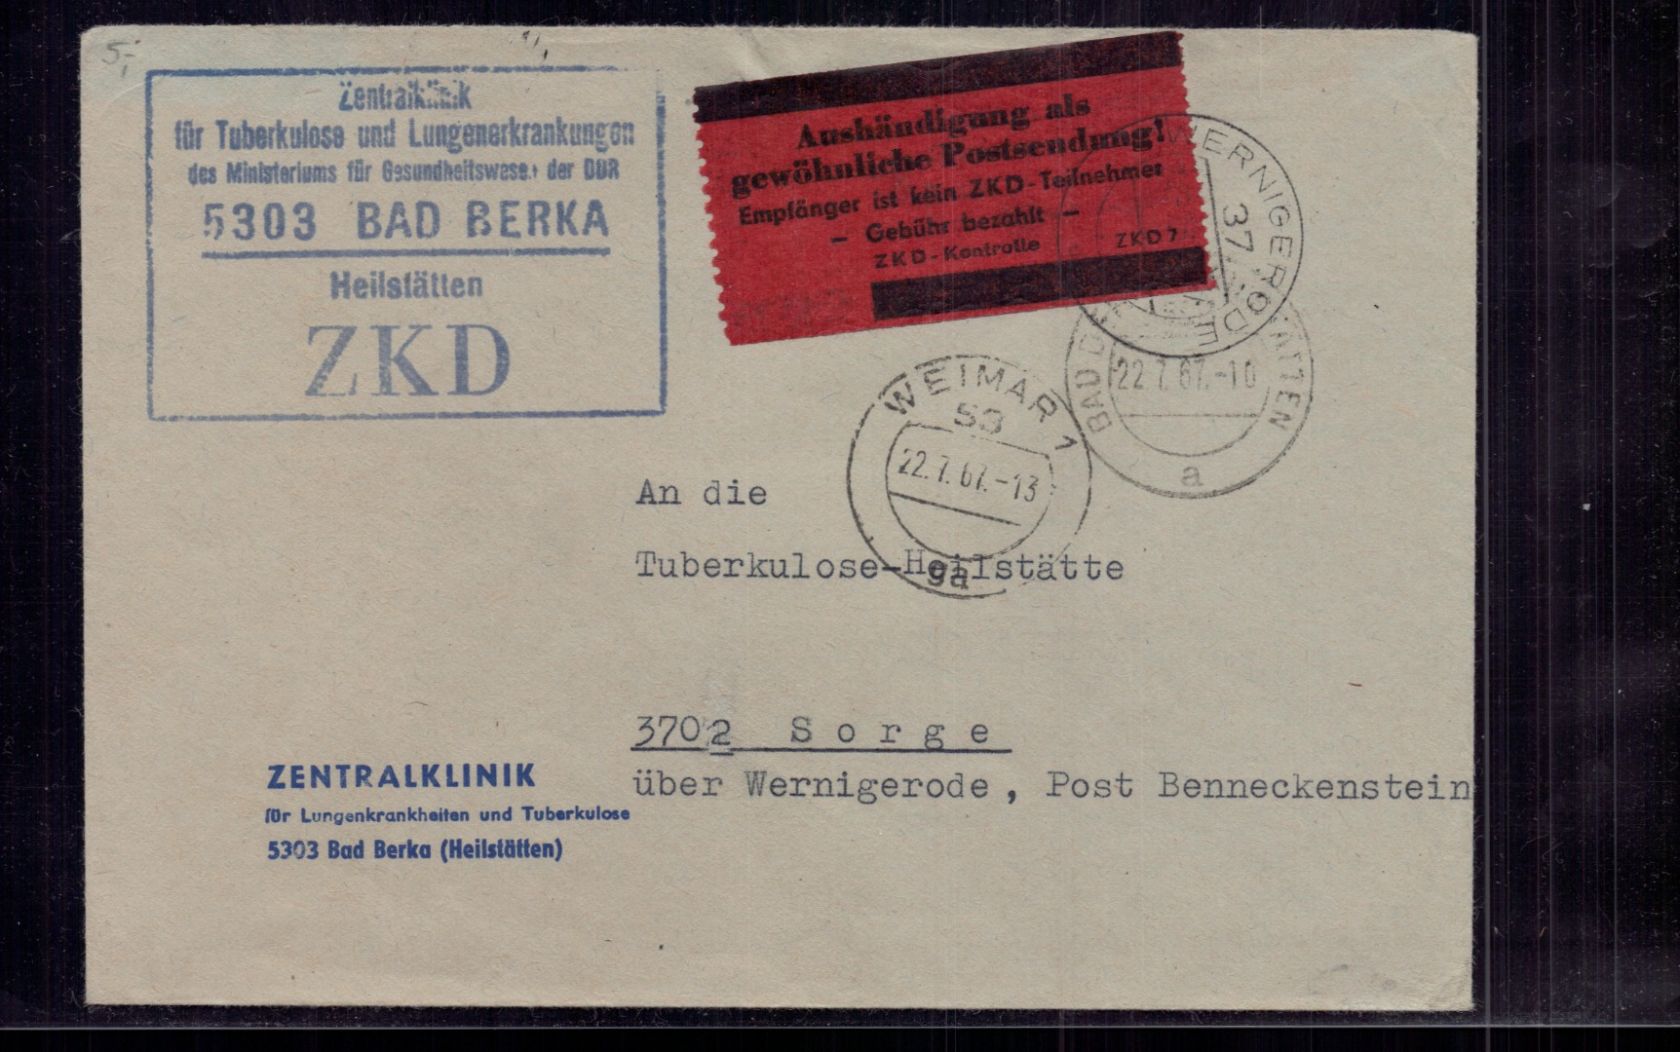 5,-
Zentralklinik
für Tuberkulose und Lungenerkrankungen
des Ministeriums für Gesundheitswesen der DDR
5303 BAD BERKA
Heilstätten
ZKD
Aushändigung als
gewöhnliche Postsendung!
Empfänger ist kein ZKD-Teilnehmer
– Gebühr bezahlt –
ZKD-Kontrolle ZKD 7
WERNIGERODE
37
BAD
ÄTTEN
22.7.67.-10
a
WEIMAR 1
53
22.7.67.-13
ga
An die
Tuberkulose-Heilstätte
3702 Sorge
über Wernigerode, Post Benneckenstein
ZENTRALKLINIK
für Lungenkrankheiten und Tuberkulose
5303 Bad Berka (Heilstätten)